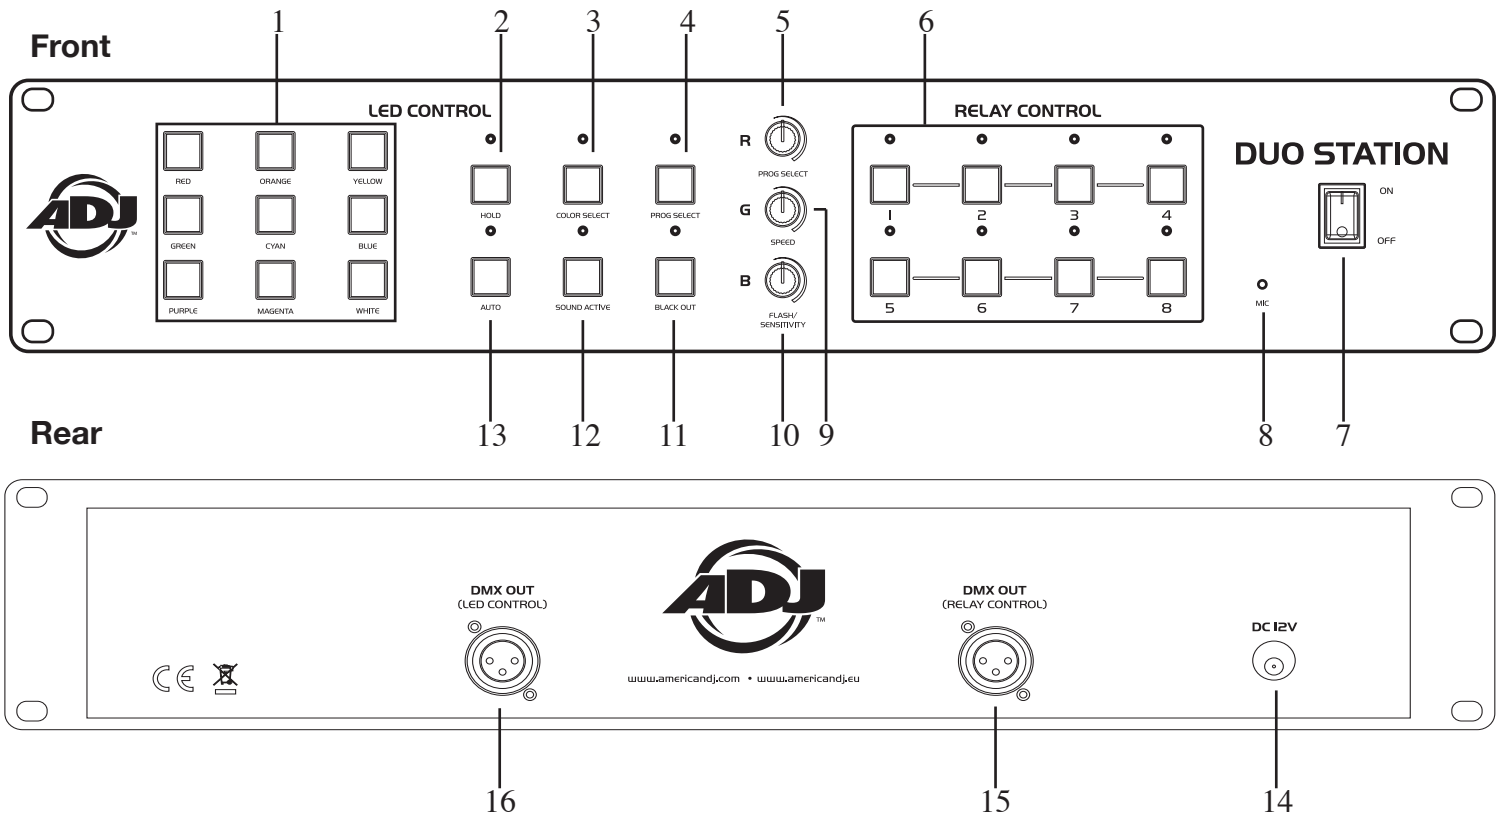 1 2 3 4 5 6
Front
LED CONTROL
RELAY CONTROL
RED ORANGE YELLOW
GREEN CYAN BLUE
PURPLE MAGENTA WHITE
ADJ
TM
HOLD COLOR SELECT PROG SELECT
AUTO SOUND ACTIVE BLACK OUT
R
PROG SELECT
G
SPEED
B
FLASH/
SENSITIVITY
1 2 3 4
5 6 7 8
DUO STATION
ON
OFF
MIC
13 12 11 10 9 8 7
Rear
DMX OUT
(LED CONTROL)
ADJ
TM
www.americandj.com • www.americandj.eu
DMX OUT
(RELAY CONTROL)
DC 12V
CE
16 15 14